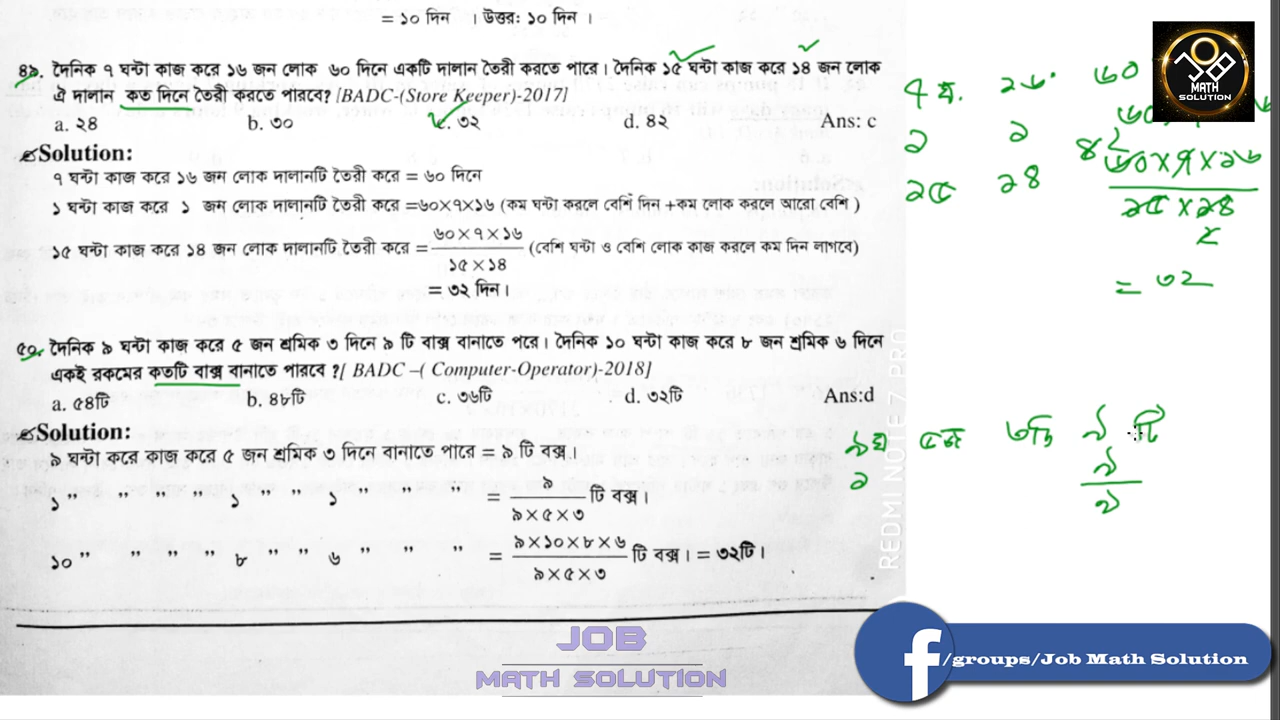 = ১০ দিন । উত্তর: ১০ দিন ।
৪৯. দৈনিক ৭ ঘন্টা কাজ করে ১৬ জন লোক ৬০ দিনে একটি দালান তৈরী করতে পারে। দৈনিক ১৫ ঘন্টা কাজ করে ১৪ জন লোক
ঐ দালান কত দিনে তৈরী করতে পারবে? [BADC-(Store Keeper)-2017]
a. ২৪ b. ৩০ c. ৩২ d. ৪২ Ans: c
Solution:
৭ ঘন্টা কাজ করে ১৬ জন লোক দালানটি তৈরী করে = ৬০ দিনে
১ ঘন্টা কাজ করে ১ জন লোক দালানটি তৈরী করে =৬০×৭×১৬ (কম ঘন্টা করলে বেশি দিন +কম লোক করলে আরো বেশি )
১৫ ঘন্টা কাজ করে ১৪ জন লোক দালানটি তৈরী করে = ৬০×৭×১৬ / ১৫×১৪ (বেশি ঘন্টা ও বেশি লোক কাজ করলে কম দিন লাগবে)
= ৩২ দিন।
৫০. দৈনিক ৯ ঘন্টা কাজ করে ৫ জন শ্রমিক ৩ দিনে ৯ টি বাক্স বানাতে পরে। দৈনিক ১০ ঘন্টা কাজ করে ৮ জন শ্রমিক ৬ দিনে
একই রকমের কতটি বাক্স বানাতে পারবে ?[ BADC –( Computer-Operator)-2018]
a. ৫৪টি b. ৪৮টি c. ৩৬টি d. ৩২টি Ans:d
Solution:
৯ ঘন্টা করে কাজ করে ৫ জন শ্রমিক ৩ দিনে বানাতে পারে = ৯ টি বক্স।
১ ” ” ” ” ১ ” ” ১ ” ” ” = ৯ / ৯×৫×৩ টি বক্স।
১০ ” ” ” ” ৮ ” ” ৬ ” ” ” = ৯×১০×৮×৬ / ৯×৫×৩ টি বক্স। = ৩২টি।
৭ ঘ. ১৬ ৬০
১ ১
১৫ ১৪ ৬০×৭×১৬
১৫×১৪
= ৩২
৯ঘ ৫জ ৩দি ৯ টি
১ ৯
৯
JOB
MATH
SOLUTION
REDMI NOTE 7 PRO
JOB
MATH SOLUTION
f/groups/Job Math Solution